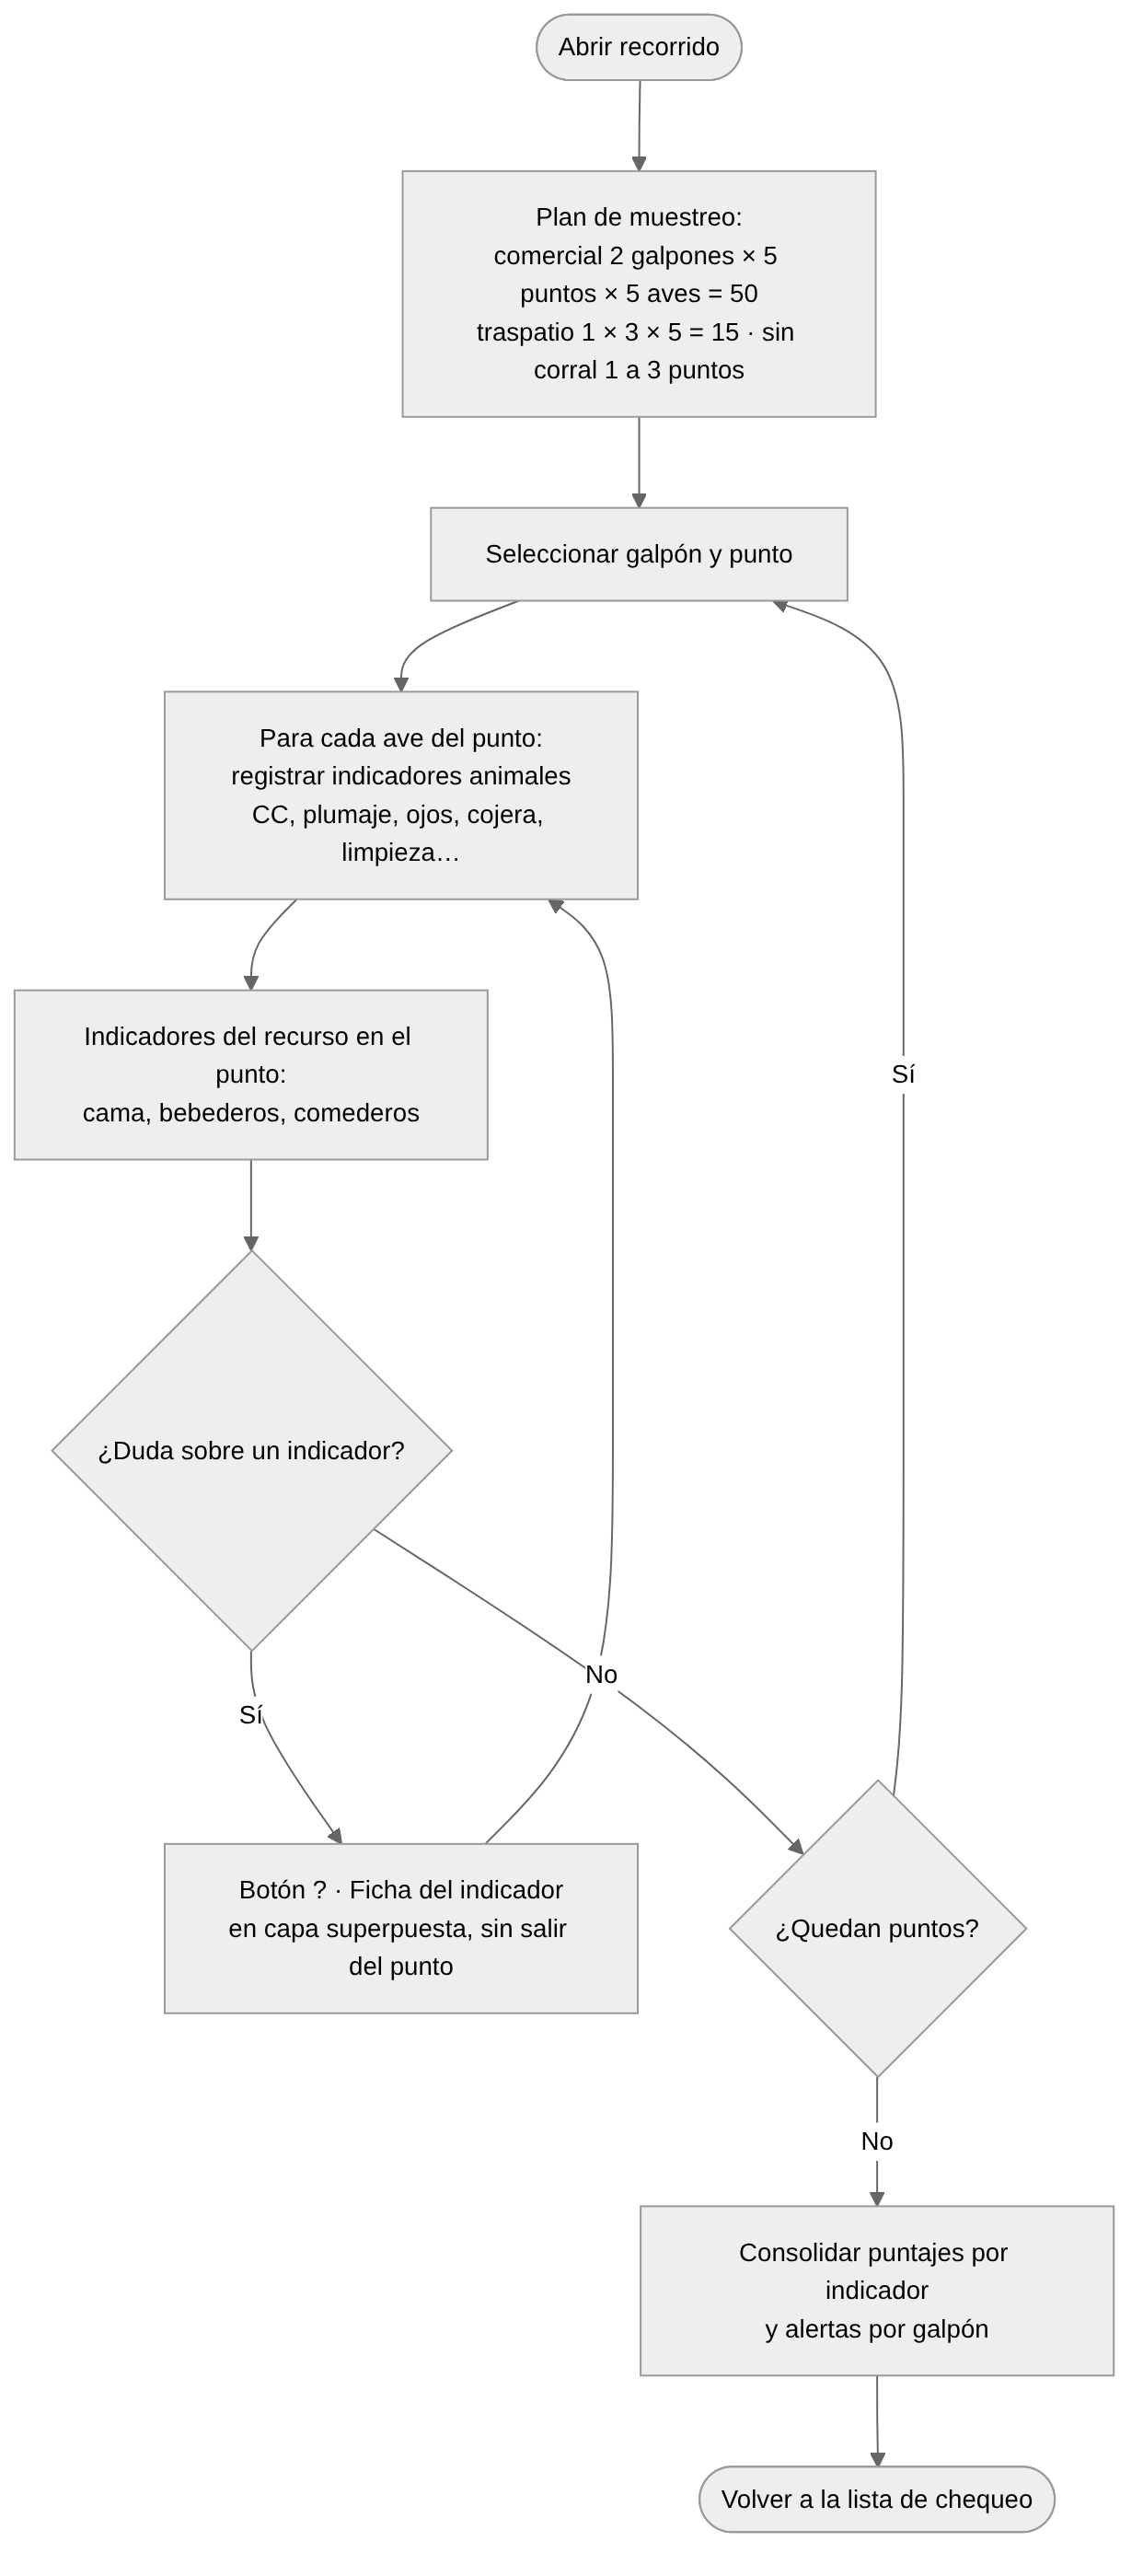 Abrir recorrido
Plan de muestreo:
comercial 2 galpones × 5
puntos × 5 aves = 50
traspatio 1 × 3 × 5 = 15 · sin
corral 1 a 3 puntos
Seleccionar galpón y punto
Para cada ave del punto:
registrar indicadores animales
CC, plumaje, ojos, cojera,
limpieza…
Indicadores del recurso en el
punto:
cama, bebederos, comederos
Sí
¿Duda sobre un indicador?
No
Sí
Botón ? · Ficha del indicador
en capa superpuesta, sin salir
del punto
¿Quedan puntos?
No
Consolidar puntajes por
indicador
y alertas por galpón
Volver a la lista de chequeo